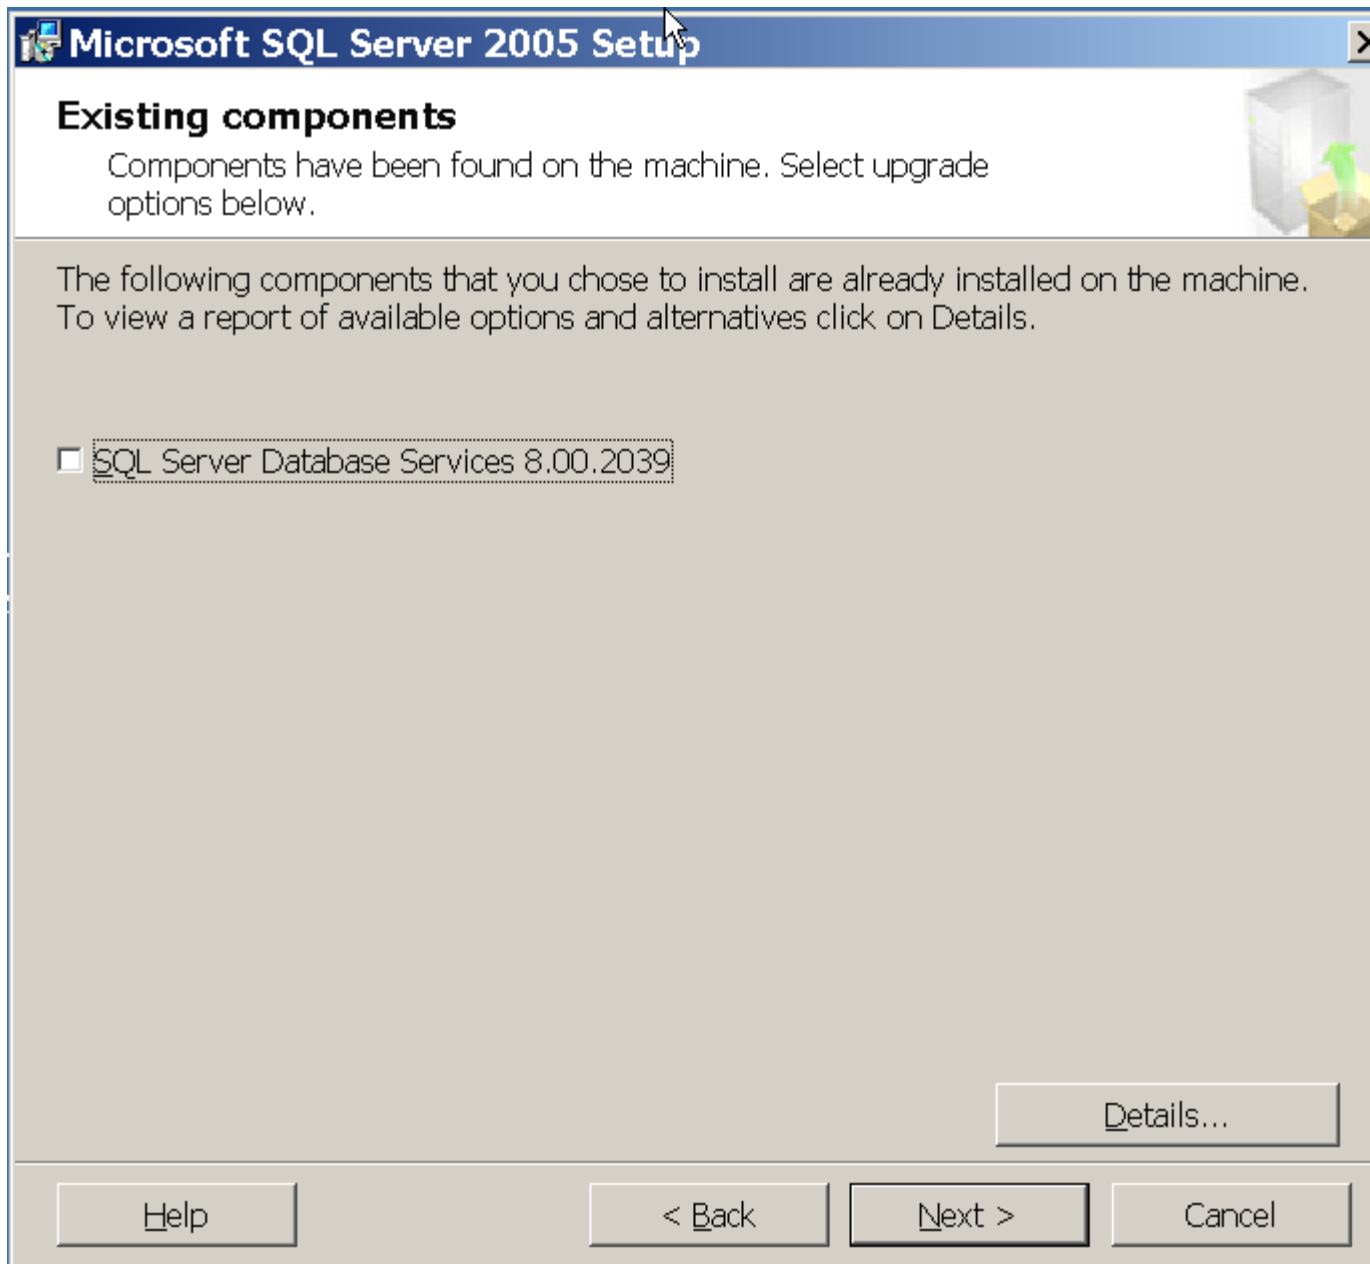 Microsoft SQL Server 2005 Setup
Existing components
Components have been found on the machine. Select upgrade
options below.
The following components that you chose to install are already installed on the machine.
To view a report of available options and alternatives click on Details.
SQL Server Database Services 8.00.2039
Details...
Help
< Back
Next >
Cancel